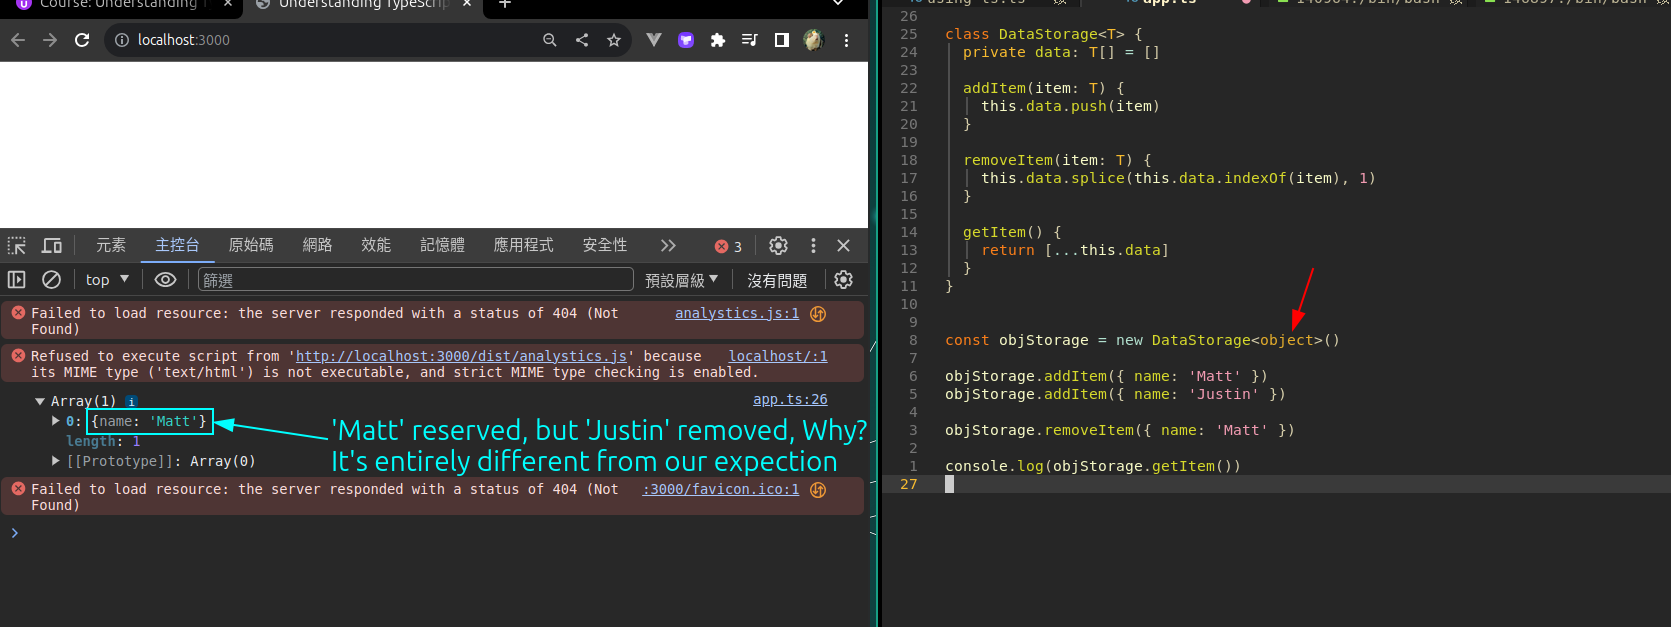 Course: Understanding T
Understanding TypeScrip
localhost:3000
元素 主控台 原始碼 網路 效能 記憶體 應用程式 安全性 3
top 篩選 預設層級 沒有問題
Failed to load resource: the server responded with a status of 404 (Not Found) analystics.js:1
Refused to execute script from 'http://localhost:3000/dist/analystics.js' because localhost/:1
its MIME type ('text/html') is not executable, and strict MIME type checking is enabled.
Array(1) i app.ts:26
0: {name: 'Matt'}
length: 1
[[Prototype]]: Array(0)
'Matt' reserved, but 'Justin' removed, Why?
It's entirely different from our expection
Failed to load resource: the server responded with a status of 404 (Not Found) :3000/favicon.ico:1
>
using-ts.ts app.ts
26
25 class DataStorage<T> {
24 private data: T[] = []
23
22 addItem(item: T) {
21 this.data.push(item)
20 }
19
18 removeItem(item: T) {
17 this.data.splice(this.data.indexOf(item), 1)
16 }
15
14 getItem() {
13 return [...this.data]
12 }
11 }
10
9
8 const objStorage = new DataStorage<object>()
7
6 objStorage.addItem({ name: 'Matt' })
5 objStorage.addItem({ name: 'Justin' })
4
3 objStorage.removeItem({ name: 'Matt' })
2
1 console.log(objStorage.getItem())
27